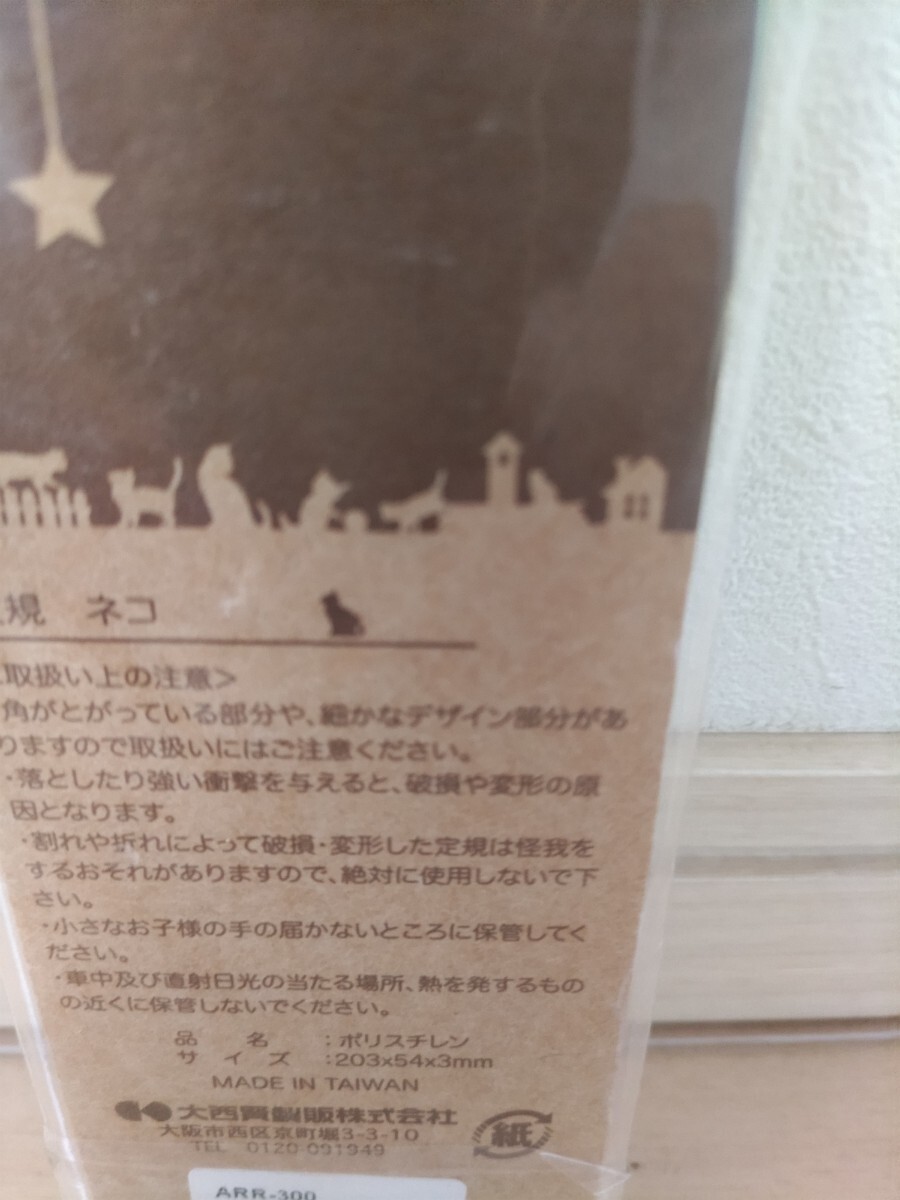 規 ネコ
取扱い上の注意>
角がとがっている部分や、細かなデザイン部分があ
りますので取扱いにはご注意ください。
・落としたり強い衝撃を与えると、破損や変形の原
因となります。
・割れや折れによって破損・変形した定規は怪我を
するおそれがありますので、絶対に使用しないで下
さい。
・小さなお子様の手の届かないところに保管してく
ださい。
・車中及び直射日光の当たる場所、熱を発するもの
の近くに保管しないでください。
品名 :ポリスチレン
サイズ :203x54x3mm
MADE IN TAIWAN
大西賢製販株式会社
大阪市西区京町堀3-3-10
TEL 0120-091949
紙
ARR-300